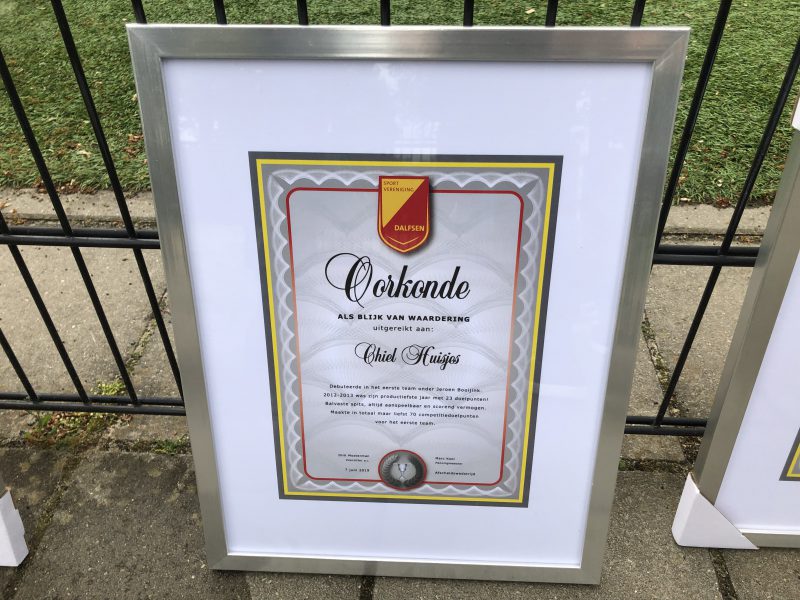 SPORT
VERENIGING
DALFSEN
Oorkonde
ALS BLIJK VAN WAARDERING
uitgereikt aan:
Chiel Huisjes
Debuteerde in het eerste team onder Jeroen Booijink.
2012-2013 was zijn productiefste jaar met 23 doelpunten!
Balvaste spits, altijd aanspeelbaar en scorend vermogen.
Maakte in totaal maar liefst 70 competitiedoelpunten
voor het eerste team.
7 juni 2019 Afscheidswedstrijd